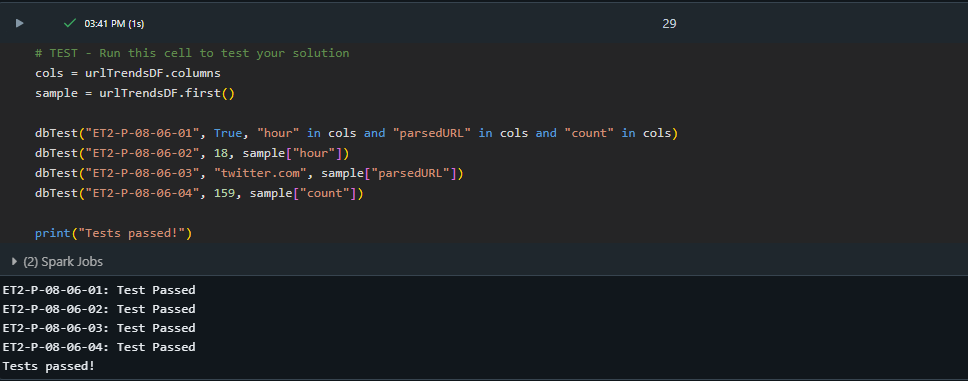 03:41 PM (1s)
29
# TEST - Run this cell to test your solution
cols = urlTrendsDF.columns
sample = urlTrendsDF.first()
dbTest("ET2-P-08-06-01", True, "hour" in cols and "parsedURL" in cols and "count" in cols)
dbTest("ET2-P-08-06-02", 18, sample["hour"])
dbTest("ET2-P-08-06-03", "twitter.com", sample["parsedURL"])
dbTest("ET2-P-08-06-04", 159, sample["count"])
print("Tests passed!")
(2) Spark Jobs
ET2-P-08-06-01: Test Passed
ET2-P-08-06-02: Test Passed
ET2-P-08-06-03: Test Passed
ET2-P-08-06-04: Test Passed
Tests passed!